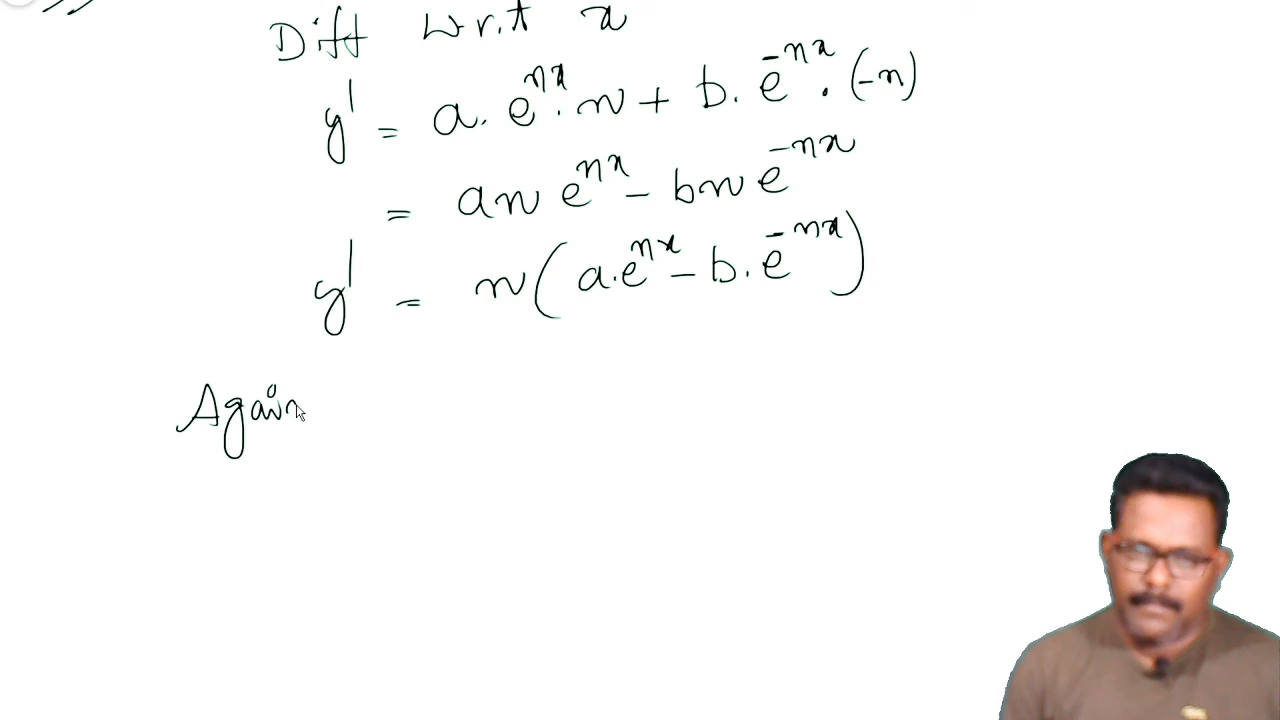 Diff w.r.t x
y' = a. e^{nx} . n + b. e^{-nx} . (-n)
= an e^{nx} - bn e^{-nx}
y' = n ( a.e^{nx} - b. e^{-nx} )
Again